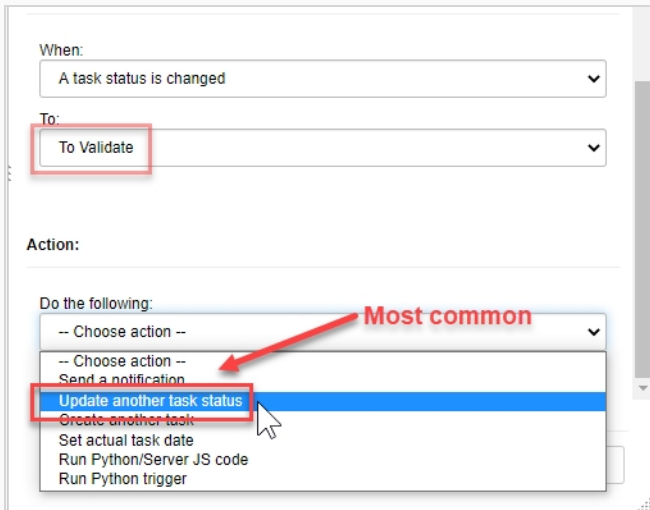 When:
A task status is changed
To:
To Validate
Action:
Do the following:
-- Choose action --
Most common
-- Choose action --
Send a notification
Update another task status
Create another task
Set actual task date
Run Python/Server JS code
Run Python trigger